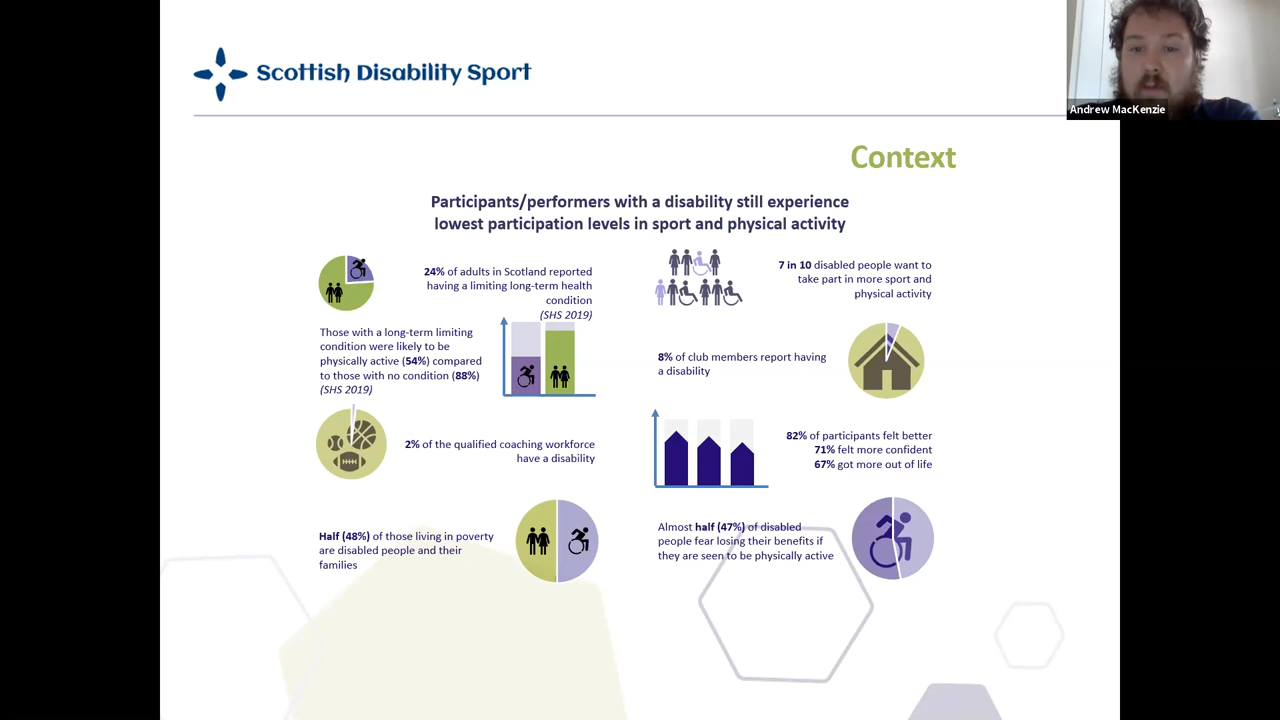 Scottish Disability Sport
Andrew MacKenzie
Context
Participants/performers with a disability still experience
lowest participation levels in sport and physical activity
24% of adults in Scotland reported
having a limiting long-term health
condition
(SHS 2019)
Those with a long-term limiting
condition were likely to be
physically active (54%) compared
to those with no condition (88%)
(SHS 2019)
2% of the qualified coaching workforce
have a disability
Half (48%) of those living in poverty
are disabled people and their
families
7 in 10 disabled people want to
take part in more sport and
physical activity
8% of club members report having
a disability
82% of participants felt better
71% felt more confident
67% got more out of life
Almost half (47%) of disabled
people fear losing their benefits if
they are seen to be physically active